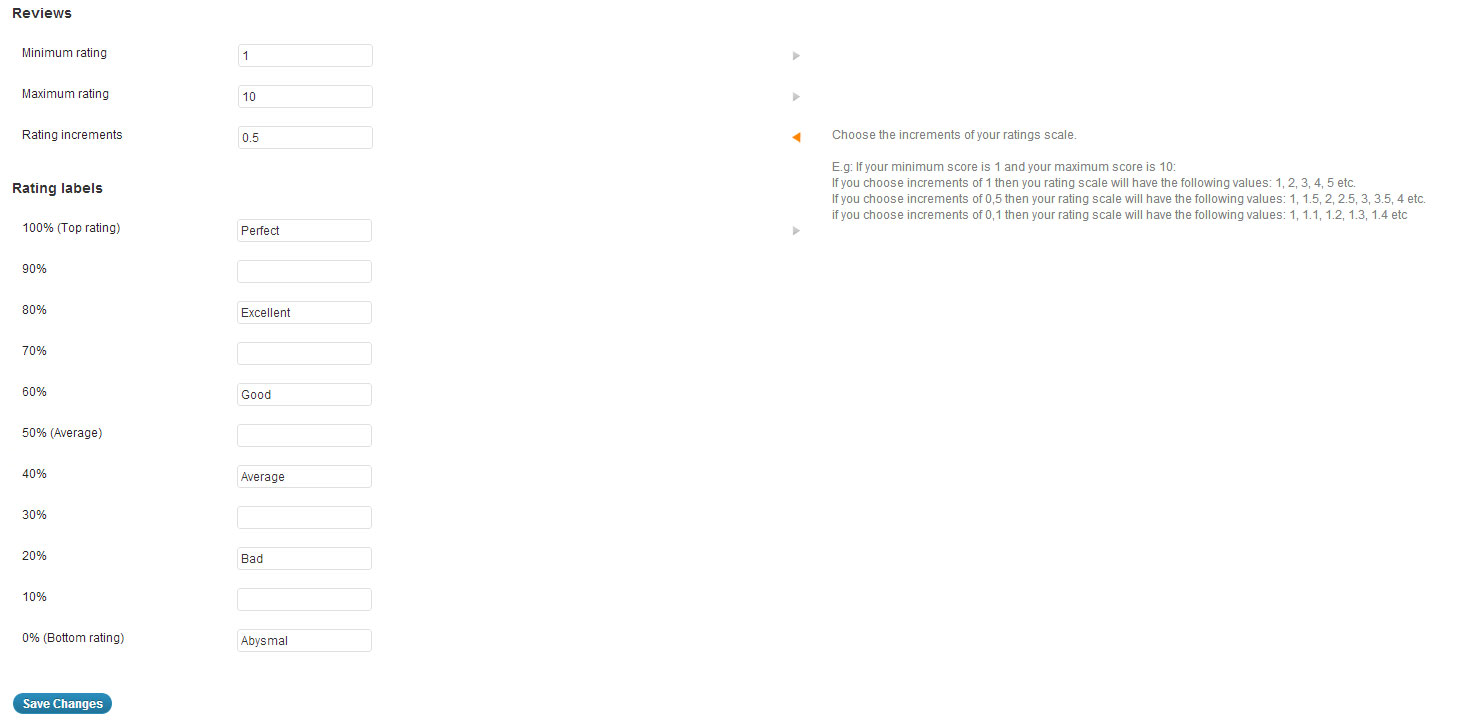 Reviews
Minimum rating 1
Maximum rating 10
Rating increments 0.5 Choose the increments of your ratings scale.
E.g: If your minimum score is 1 and your maximum score is 10:
If you choose increments of 1 then you rating scale will have the following values: 1, 2, 3, 4, 5 etc.
If you choose increments of 0,5 then your rating scale will have the following values: 1, 1.5, 2, 2.5, 3, 3.5, 4 etc.
if you choose increments of 0,1 then your rating scale will have the following values: 1, 1.1, 1.2, 1.3, 1.4 etc
Rating labels
100% (Top rating) Perfect
90%
80% Excellent
70%
60% Good
50% (Average)
40% Average
30%
20% Bad
10%
0% (Bottom rating) Abysmal
Save Changes